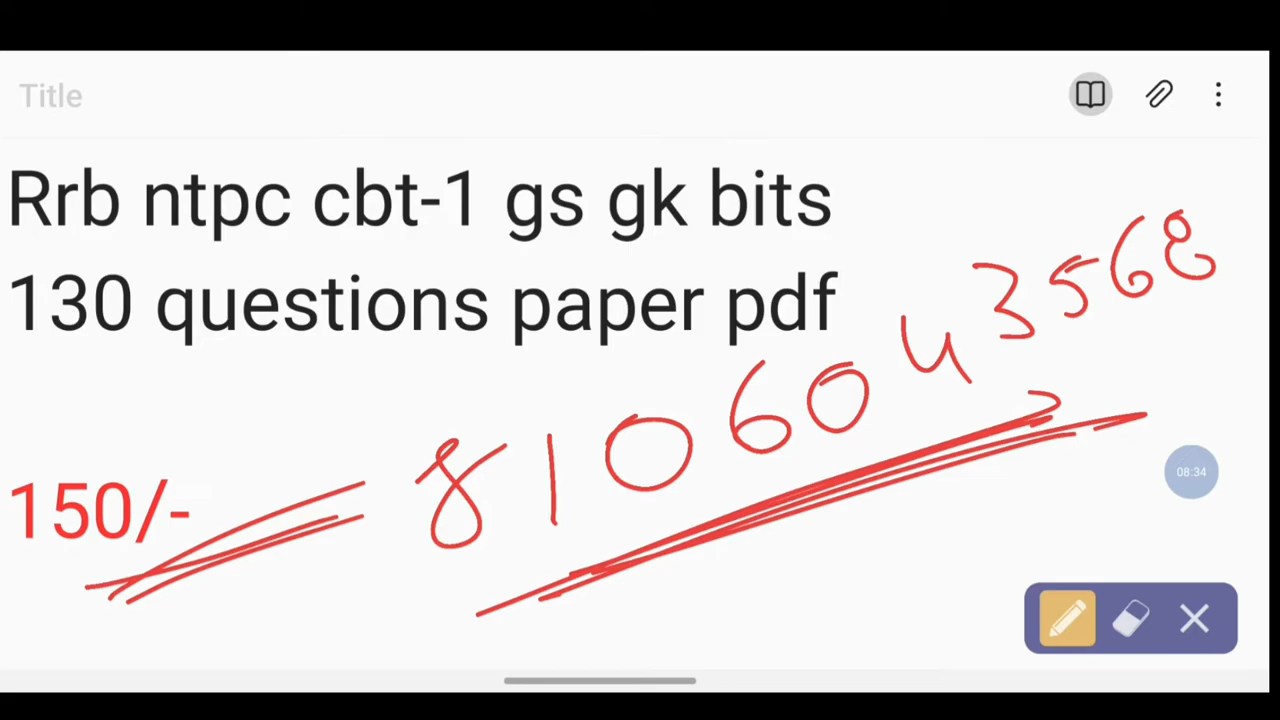 Title
Rrb ntpc cbt-1 gs gk bits
130 questions paper pdf
150/-
8106043568
08:34